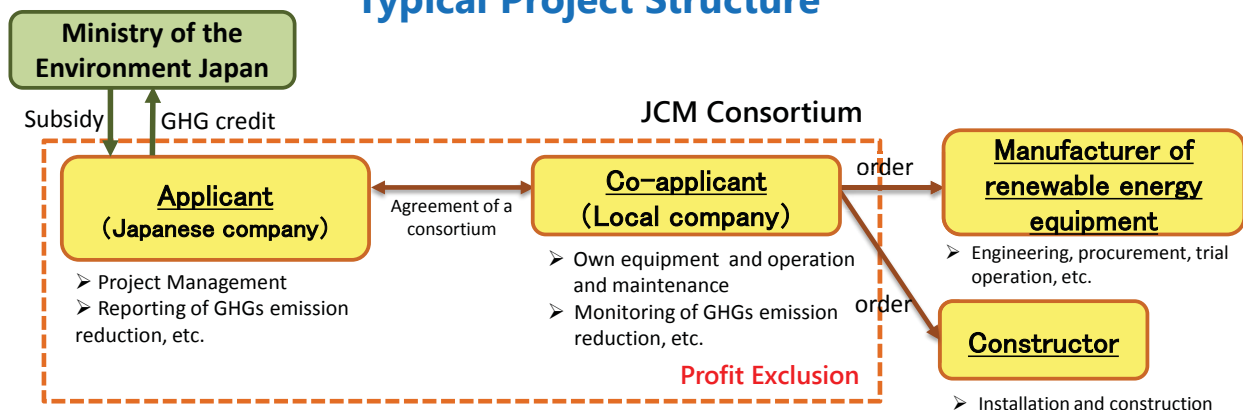 Typical Project Structure
Ministry of the
Environment Japan
Subsidy
GHG credit
JCM Consortium
Applicant
(Japanese company)
Agreement of a
consortium
Co-applicant
(Local company)
order
Manufacturer of
renewable energy
equipment
➢ Project Management
➢ Reporting of GHGs emission
reduction, etc.
➢ Own equipment and operation
and maintenance
➢ Monitoring of GHGs emission
reduction, etc.
order
➢ Engineering, procurement, trial
operation, etc.
Constructor
Profit Exclusion
➢ Installation and construction